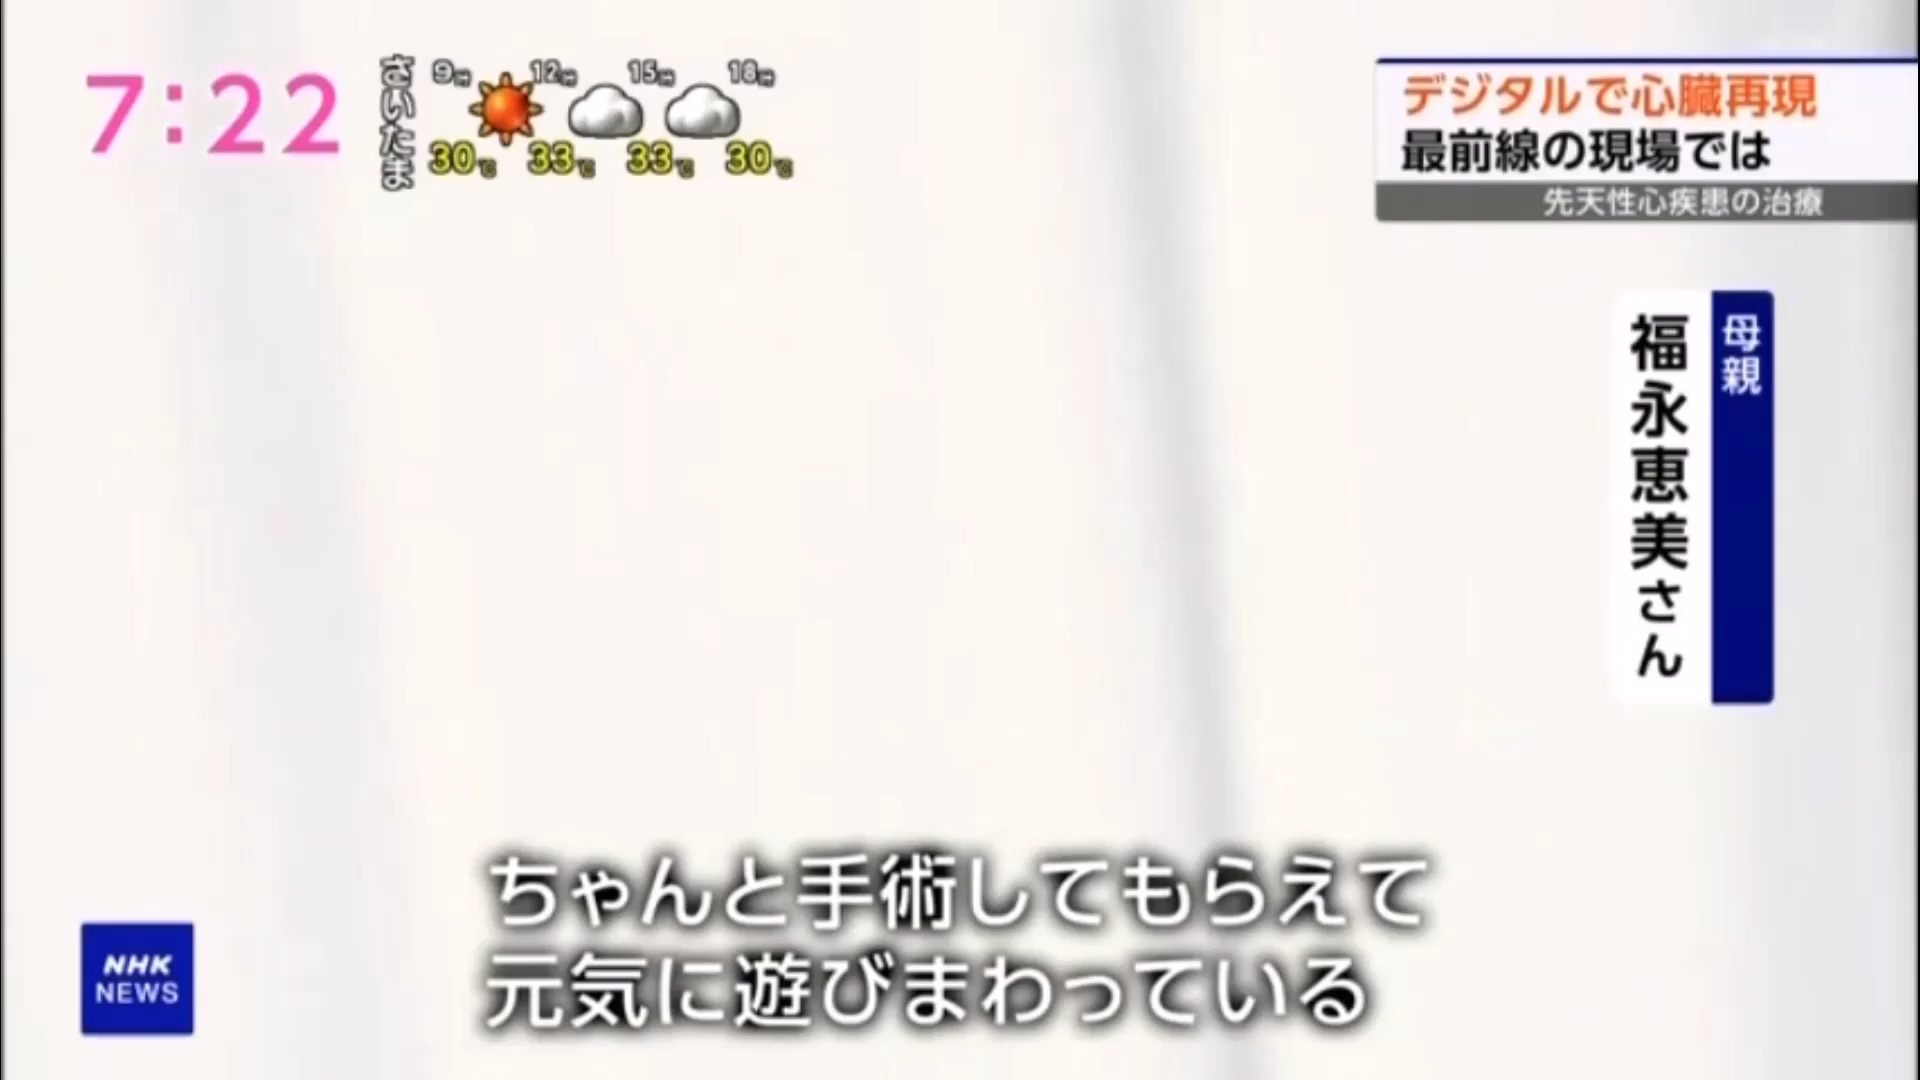 7:22
さいたま
9時 12時 15時 18時
30℃ 33℃ 33℃ 30℃
デジタルで心臓再現
最前線の現場では
先天性心疾患の治療
母親
福永恵美さん
ちゃんと手術してもらえて
元気に遊びまわっている
NHK
NEWS